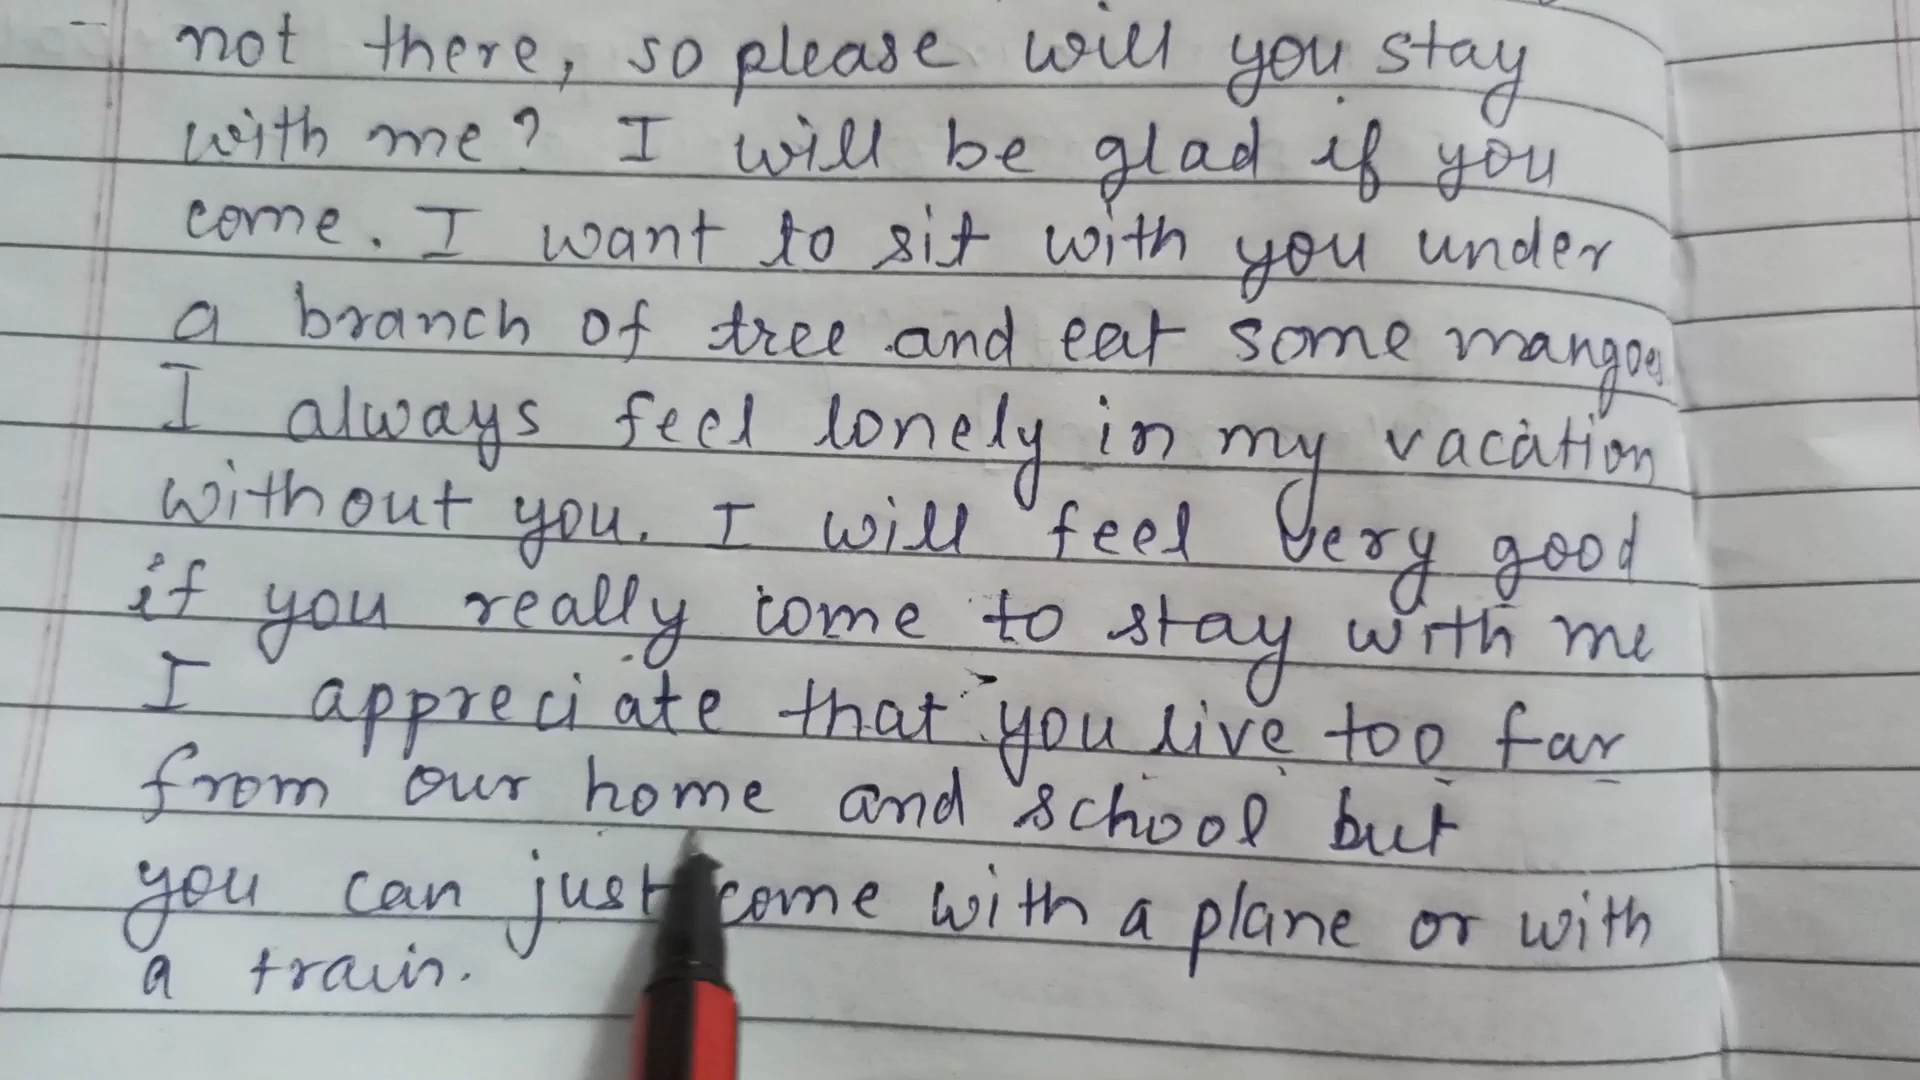 not there, so please will you stay
with me? I will be glad if you
come. I want to sit with you under
a branch of tree and eat some mangoes
I always feel lonely in my vacation
without you. I will feel very good
if you really come to stay with me
I appreciate that you live too far
from our home and school but
you can just come with a plane or with
a train.